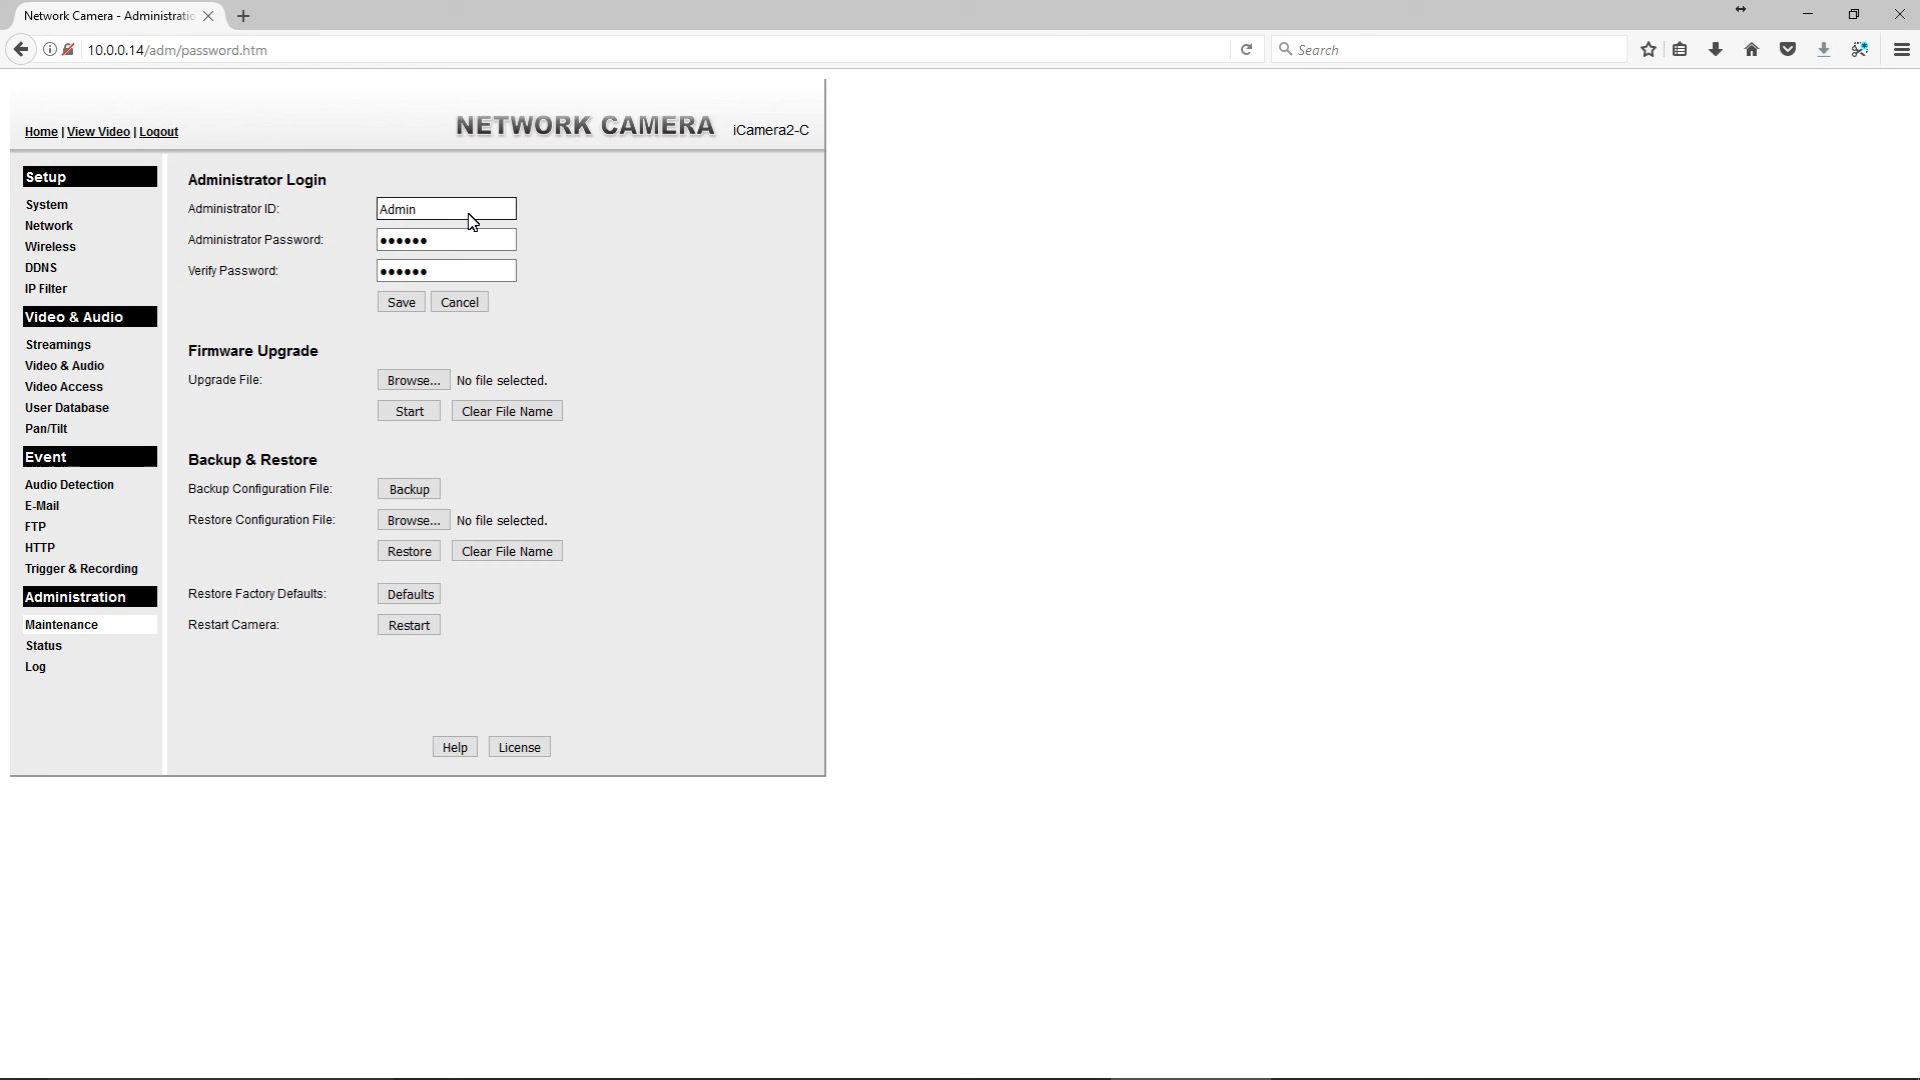 Network Camera - Administratic
10.0.0.14/adm/password.htm
Search
Home | View Video | Logout
NETWORK CAMERA iCamera2-C
Setup
System
Network
Wireless
DDNS
IP Filter
Video & Audio
Streamings
Video & Audio
Video Access
User Database
Pan/Tilt
Event
Audio Detection
E-Mail
FTP
HTTP
Trigger & Recording
Administration
Maintenance
Status
Log
Administrator Login
Administrator ID: Admin
Administrator Password: ●●●●●●
Verify Password: ●●●●●●
Save Cancel
Firmware Upgrade
Upgrade File: Browse... No file selected.
Start Clear File Name
Backup & Restore
Backup Configuration File: Backup
Restore Configuration File: Browse... No file selected.
Restore Clear File Name
Restore Factory Defaults: Defaults
Restart Camera: Restart
Help License